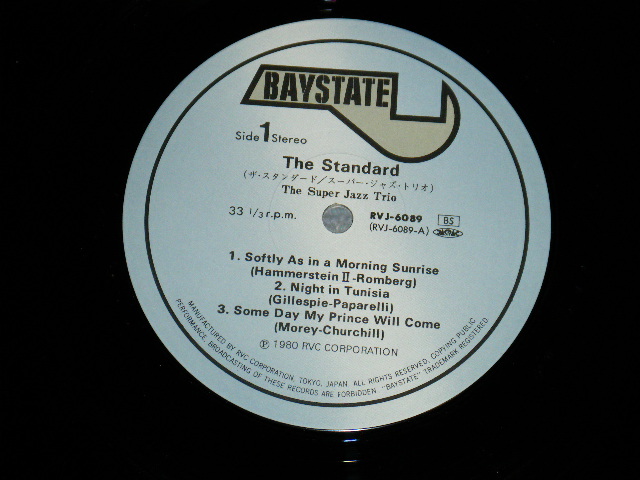 BAYSTATE
Side 1 Stereo
The Standard
(ザ・スタンダード/スーパー・ジャズ・トリオ)
The Super Jazz Trio
33 1/3 r.p.m.
RVJ-6089 BS
(RVJ-6089-A)
1. Softly As in a Morning Sunrise
(Hammerstein II-Romberg)
2. Night in Tunisia
(Gillespie-Paparelli)
3. Some Day My Prince Will Come
(Morey-Churchill)
℗ 1980 RVC CORPORATION
MANUFACTURED BY RVC CORPORATION, TOKYO, JAPAN. ALL RIGHTS RESERVED, COPYING PUBLIC
PERFORMANCE, BROADCASTING OF THESE RECORDS ARE FORBIDDEN. "BAYSTATE" TRADEMARK REGISTERED.